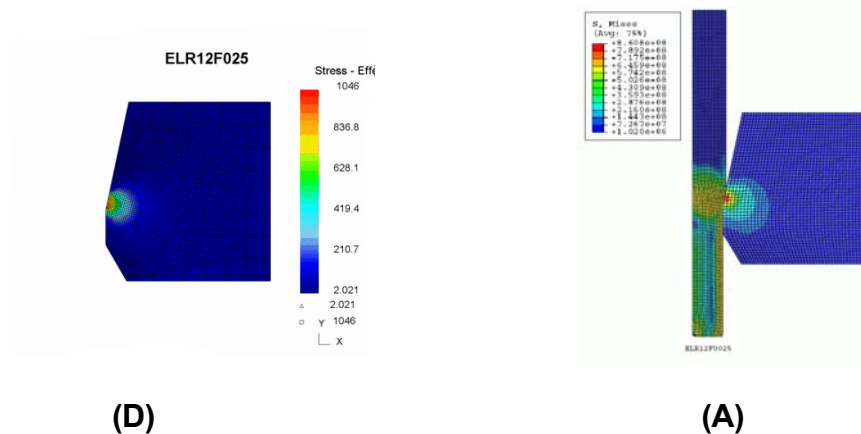 ELR12F025
Stress - Effe
1046
836.8
628.1
419.4
210.7
2.021
2.021
1046
Y
X
S, Mises
(Avg: 75%)
+8.608e+08
+7.892e+08
+7.175e+08
+6.459e+08
+5.742e+08
+5.026e+08
+4.309e+08
+3.593e+08
+2.876e+08
+2.160e+08
+1.443e+08
+7.267e+07
+1.020e+06
ELR12F0025
(D)
(A)